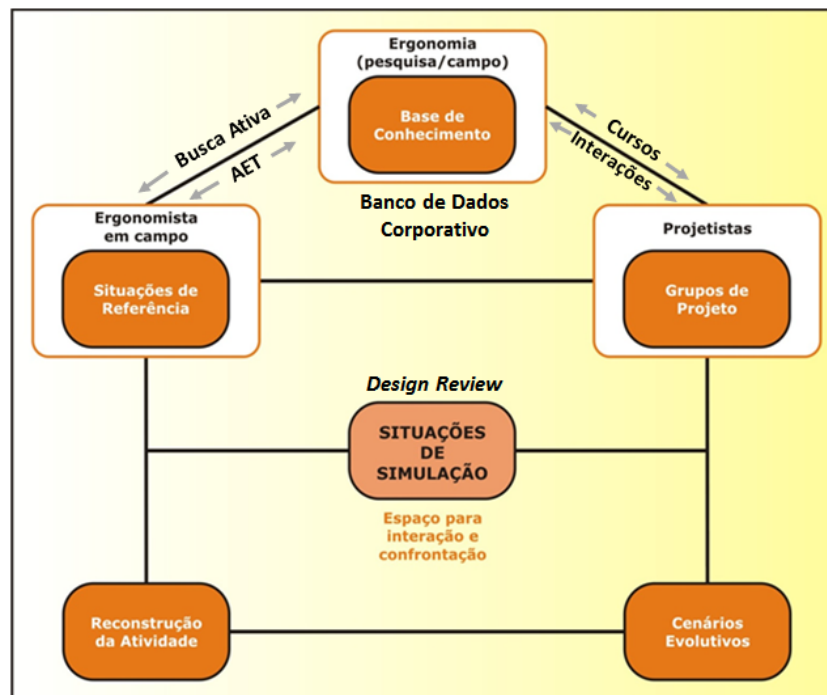 Ergonomia
(pesquisa/campo)
Base de
Conhecimento
Busca Ativa
AET
Cursos
Interações
Banco de Dados
Corporativo
Ergonomista
em campo
Situações de
Referência
Projetistas
Grupos de
Projeto
Design Review
SITUAÇÕES
DE
SIMULAÇÃO
Espaço para
interação e
confrontação
Reconstrução
da Atividade
Cenários
Evolutivos